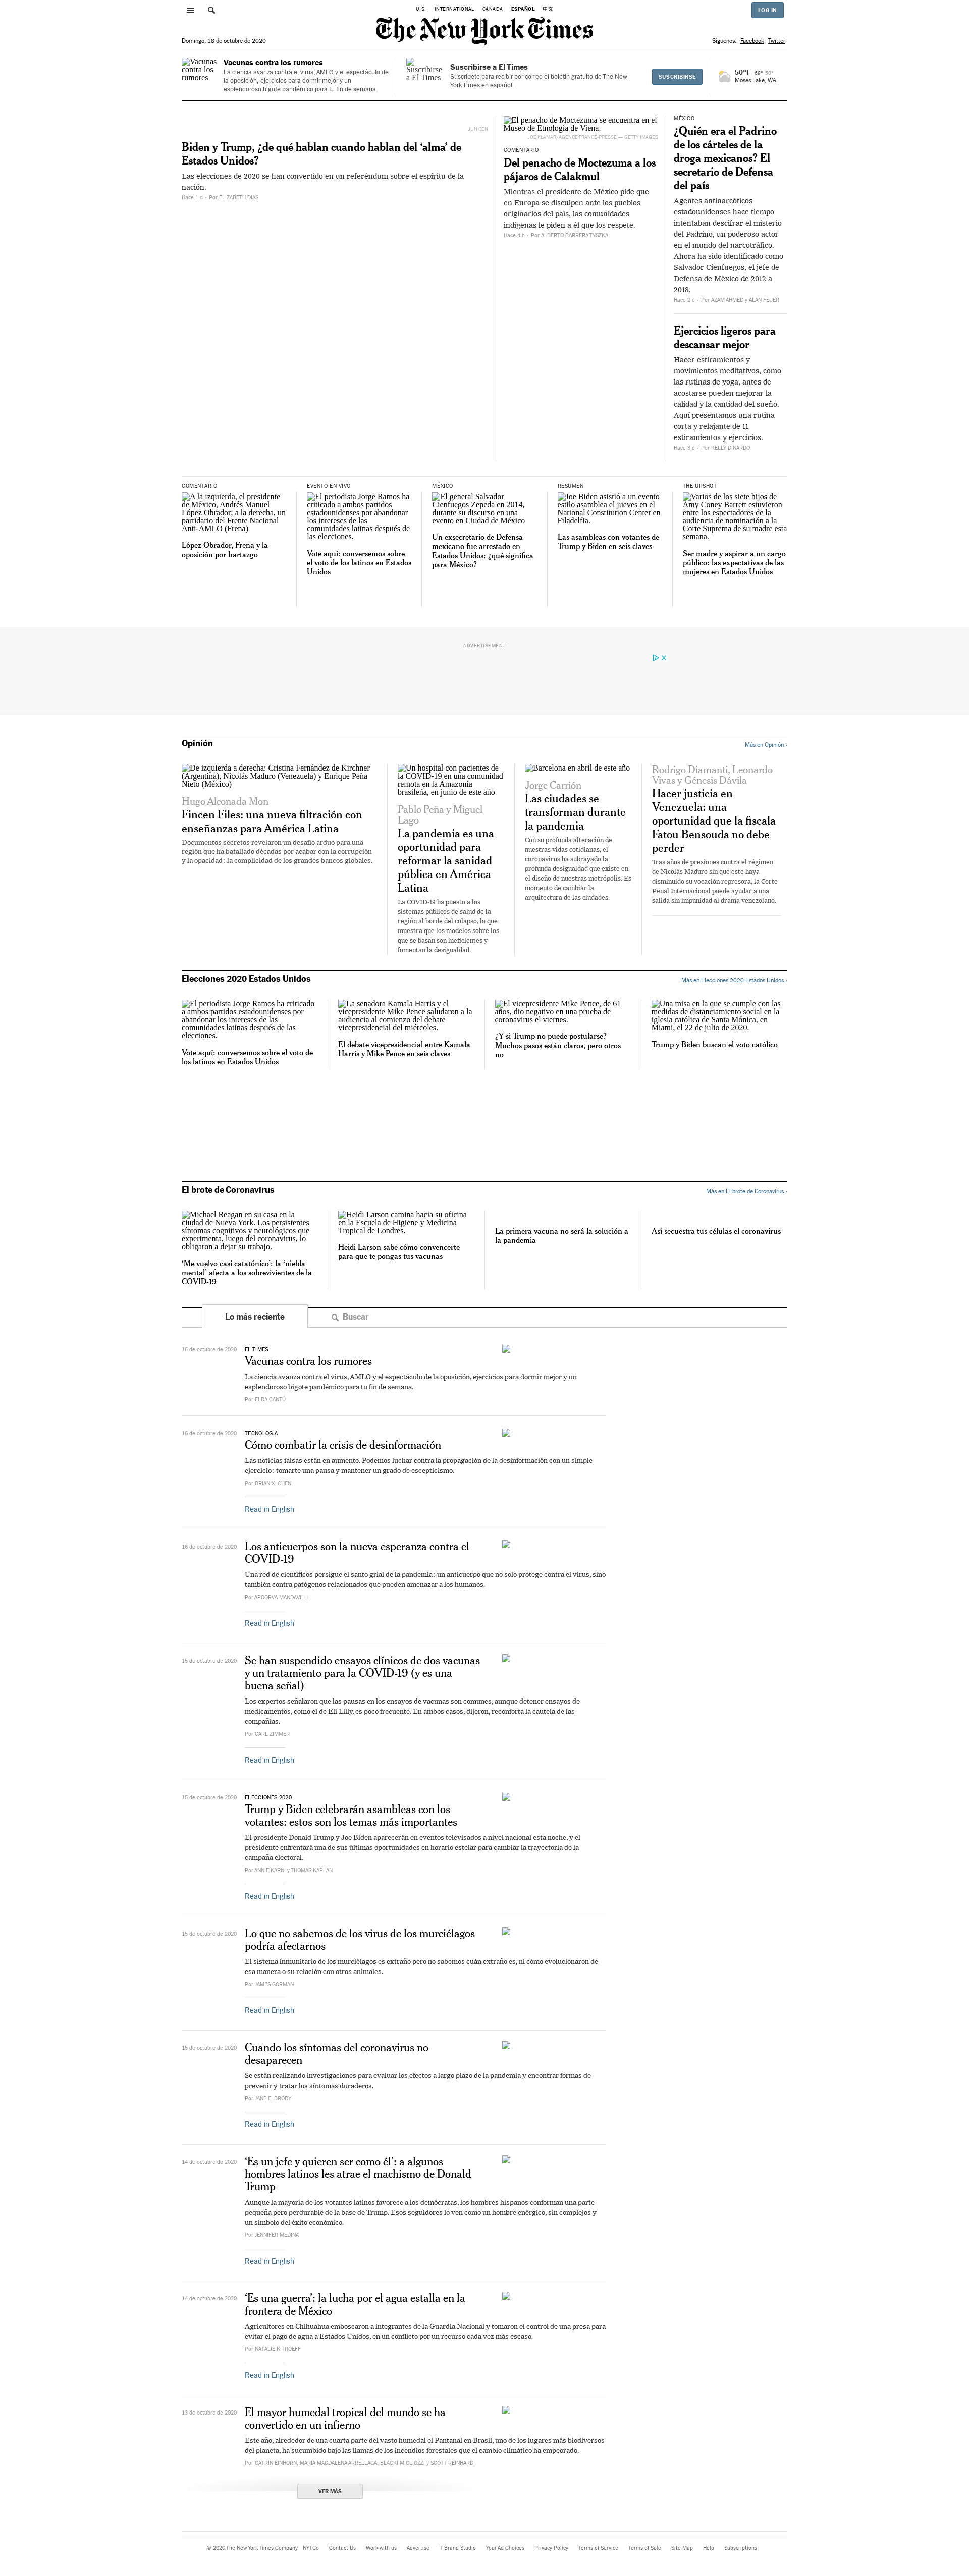 U.S. INTERNATIONAL CANADA ESPAÑOL 中文
LOG IN
The New York Times
Domingo, 18 de octubre de 2020
Síguenos: Facebook Twitter
Vacunas contra los rumores
Vacunas contra los rumores
La ciencia avanza contra el virus, AMLO y el espectáculo de
la oposición, ejercicios para dormir mejor y un
esplendoroso bigote pandémico para tu fin de semana.
Suscribirse a El Times
Suscribirse a El Times
Suscríbete para recibir por correo el boletín gratuito de The New
York Times en español.
SUSCRIBIRSE
50°F 69° 50°
Moses Lake, WA
JUN CEN
Biden y Trump, ¿de qué hablan cuando hablan del ‘alma’ de
Estados Unidos?
Las elecciones de 2020 se han convertido en un referéndum sobre el espíritu de la
nación.
Hace 1 d – Por ELIZABETH DIAS
El penacho de Moctezuma se encuentra en el
Museo de Etnología de Viena.
JOE KLAMAR/AGENCE FRANCE-PRESSE — GETTY IMAGES
COMENTARIO
Del penacho de Moctezuma a los
pájaros de Calakmul
Mientras el presidente de México pide que
en Europa se disculpen ante los pueblos
originarios del país, las comunidades
indígenas le piden a él que los respete.
Hace 4 h – Por ALBERTO BARRERA TYSZKA
MÉXICO
¿Quién era el Padrino
de los cárteles de la
droga mexicanos? El
secretario de Defensa
del país
Agentes antinarcóticos
estadounidenses hace tiempo
intentaban descifrar el misterio
del Padrino, un poderoso actor
en el mundo del narcotráfico.
Ahora ha sido identificado como
Salvador Cienfuegos, el jefe de
Defensa de México de 2012 a
2018.
Hace 2 d – Por AZAM AHMED y ALAN FEUER
Ejercicios ligeros para
descansar mejor
Hacer estiramientos y
movimientos meditativos, como
las rutinas de yoga, antes de
acostarse pueden mejorar la
calidad y la cantidad del sueño.
Aquí presentamos una rutina
corta y relajante de 11
estiramientos y ejercicios.
Hace 3 d – Por KELLY DINARDO
COMENTARIO
A la izquierda, el presidente
de México, Andrés Manuel
López Obrador; a la derecha, un
partidario del Frente Nacional
Anti-AMLO (Frena)
López Obrador, Frena y la
oposición por hartazgo
EVENTO EN VIVO
El periodista Jorge Ramos ha
criticado a ambos partidos
estadounidenses por abandonar
los intereses de las
comunidades latinas después de
las elecciones.
Vote aquí: conversemos sobre
el voto de los latinos en Estados
Unidos
MÉXICO
El general Salvador
Cienfuegos Zepeda en 2014,
durante su discurso en una
evento en Ciudad de México
Un exsecretario de Defensa
mexicano fue arrestado en
Estados Unidos: ¿qué significa
para México?
RESUMEN
Joe Biden asistió a un evento
estilo asamblea el jueves en el
National Constitution Center en
Filadelfia.
Las asambleas con votantes de
Trump y Biden en seis claves
THE UPSHOT
Varios de los siete hijos de
Amy Coney Barrett estuvieron
entre los espectadores de la
audiencia de nominación a la
Corte Suprema de su madre esta
semana.
Ser madre y aspirar a un cargo
público: las expectativas de las
mujeres en Estados Unidos
ADVERTISEMENT
Opinión
Más en Opinión ›
De izquierda a derecha: Cristina Fernández de Kirchner
(Argentina), Nicolás Maduro (Venezuela) y Enrique Peña
Nieto (México)
Hugo Alconada Mon
Fincen Files: una nueva filtración con
enseñanzas para América Latina
Documentos secretos revelaron un desafío arduo para una
región que ha batallado décadas por acabar con la corrupción
y la opacidad: la complicidad de los grandes bancos globales.
Un hospital con pacientes de
la COVID-19 en una comunidad
remota en la Amazonía
brasileña, en junio de este año
Pablo Peña y Miguel
Lago
La pandemia es una
oportunidad para
reformar la sanidad
pública en América
Latina
La COVID-19 ha puesto a los
sistemas públicos de salud de la
región al borde del colapso, lo que
muestra que los modelos sobre los
que se basan son ineficientes y
fomentan la desigualdad.
Barcelona en abril de este año
Jorge Carrión
Las ciudades se
transforman durante
la pandemia
Con su profunda alteración de
nuestras vidas cotidianas, el
coronavirus ha subrayado la
profunda desigualdad que existe en
el diseño de nuestras metrópolis. Es
momento de cambiar la
arquitectura de las ciudades.
Rodrigo Diamanti, Leonardo
Vivas y Génesis Dávila
Hacer justicia en
Venezuela: una
oportunidad que la fiscala
Fatou Bensouda no debe
perder
Tras años de presiones contra el régimen
de Nicolás Maduro sin que este haya
disminuido su vocación represora, la Corte
Penal Internacional puede ayudar a una
salida sin impunidad al drama venezolano.
Elecciones 2020 Estados Unidos
Más en Elecciones 2020 Estados Unidos ›
El periodista Jorge Ramos ha criticado
a ambos partidos estadounidenses por
abandonar los intereses de las
comunidades latinas después de las
elecciones.
Vote aquí: conversemos sobre el voto de
los latinos en Estados Unidos
La senadora Kamala Harris y el
vicepresidente Mike Pence saludaron a la
audiencia al comienzo del debate
vicepresidencial del miércoles.
El debate vicepresidencial entre Kamala
Harris y Mike Pence en seis claves
El vicepresidente Mike Pence, de 61
años, dio negativo en una prueba de
coronavirus el viernes.
¿Y si Trump no puede postularse?
Muchos pasos están claros, pero otros
no
Una misa en la que se cumple con las
medidas de distanciamiento social en la
iglesia católica de Santa Mónica, en
Miami, el 22 de julio de 2020.
Trump y Biden buscan el voto católico
El brote de Coronavirus
Más en El brote de Coronavirus ›
Michael Reagan en su casa en la
ciudad de Nueva York. Los persistentes
síntomas cognitivos y neurológicos que
experimenta, luego del coronavirus, lo
obligaron a dejar su trabajo.
‘Me vuelvo casi catatónico’: la ‘niebla
mental’ afecta a los sobrevivientes de la
COVID-19
Heidi Larson camina hacia su oficina
en la Escuela de Higiene y Medicina
Tropical de Londres.
Heidi Larson sabe cómo convencerte
para que te pongas tus vacunas
La primera vacuna no será la solución a
la pandemia
Así secuestra tus células el coronavirus
Lo más reciente
Buscar
16 de octubre de 2020
EL TIMES
Vacunas contra los rumores
La ciencia avanza contra el virus, AMLO y el espectáculo de la oposición, ejercicios para dormir mejor y un
esplendoroso bigote pandémico para tu fin de semana.
Por ELDA CANTÚ
16 de octubre de 2020
TECNOLOGÍA
Cómo combatir la crisis de desinformación
Las noticias falsas están en aumento. Podemos luchar contra la propagación de la desinformación con un simple
ejercicio: tomarte una pausa y mantener un grado de escepticismo.
Por BRIAN X. CHEN
Read in English
16 de octubre de 2020
Los anticuerpos son la nueva esperanza contra el
COVID-19
Una red de científicos persigue el santo grial de la pandemia: un anticuerpo que no solo protege contra el virus, sino
también contra patógenos relacionados que pueden amenazar a los humanos.
Por APOORVA MANDAVILLI
Read in English
15 de octubre de 2020
Se han suspendido ensayos clínicos de dos vacunas
y un tratamiento para la COVID-19 (y es una
buena señal)
Los expertos señalaron que las pausas en los ensayos de vacunas son comunes, aunque detener ensayos de
medicamentos, como el de Eli Lilly, es poco frecuente. En ambos casos, dijeron, reconforta la cautela de las
compañías.
Por CARL ZIMMER
Read in English
15 de octubre de 2020
ELECCIONES 2020
Trump y Biden celebrarán asambleas con los
votantes: estos son los temas más importantes
El presidente Donald Trump y Joe Biden aparecerán en eventos televisados a nivel nacional esta noche, y el
presidente enfrentará una de sus últimas oportunidades en horario estelar para cambiar la trayectoria de la
campaña electoral.
Por ANNIE KARNI y THOMAS KAPLAN
Read in English
15 de octubre de 2020
Lo que no sabemos de los virus de los murciélagos
podría afectarnos
El sistema inmunitario de los murciélagos es extraño pero no sabemos cuán extraño es, ni cómo evolucionaron de
esa manera o su relación con otros animales.
Por JAMES GORMAN
Read in English
15 de octubre de 2020
Cuando los síntomas del coronavirus no
desaparecen
Se están realizando investigaciones para evaluar los efectos a largo plazo de la pandemia y encontrar formas de
prevenir y tratar los síntomas duraderos.
Por JANE E. BRODY
Read in English
14 de octubre de 2020
‘Es un jefe y quieren ser como él’: a algunos
hombres latinos les atrae el machismo de Donald
Trump
Aunque la mayoría de los votantes latinos favorece a los demócratas, los hombres hispanos conforman una parte
pequeña pero perdurable de la base de Trump. Esos seguidores lo ven como un hombre enérgico, sin complejos y
un símbolo del éxito económico.
Por JENNIFER MEDINA
Read in English
14 de octubre de 2020
‘Es una guerra’: la lucha por el agua estalla en la
frontera de México
Agricultores en Chihuahua emboscaron a integrantes de la Guardia Nacional y tomaron el control de una presa para
evitar el pago de agua a Estados Unidos, en un conflicto por un recurso cada vez más escaso.
Por NATALIE KITROEFF
Read in English
13 de octubre de 2020
El mayor humedal tropical del mundo se ha
convertido en un infierno
Este año, alrededor de una cuarta parte del vasto humedal el Pantanal en Brasil, uno de los lugares más biodiversos
del planeta, ha sucumbido bajo las llamas de los incendios forestales que el cambio climático ha empeorado.
Por CATRIN EINHORN, MARIA MAGDALENA ARRÉLLAGA, BLACKI MIGLIOZZI y SCOTT REINHARD
VER MÁS
© 2020 The New York Times Company NYTCo Contact Us Work with us Advertise T Brand Studio Your Ad Choices Privacy Policy Terms of Service Terms of Sale Site Map Help Subscriptions